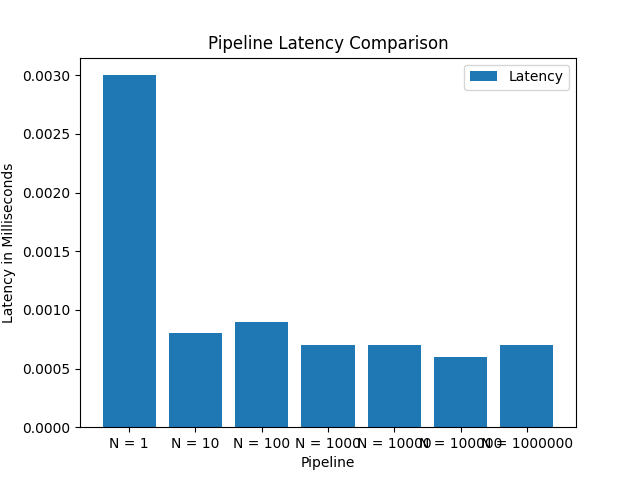 Pipeline Latency Comparison
Latency
0.0030
0.0025
0.0020
0.0015
0.0010
0.0005
0.0000
Latency in Milliseconds
N = 1 N = 10 N = 100 N = 1000 N = 10000 N = 100000 N = 1000000
Pipeline